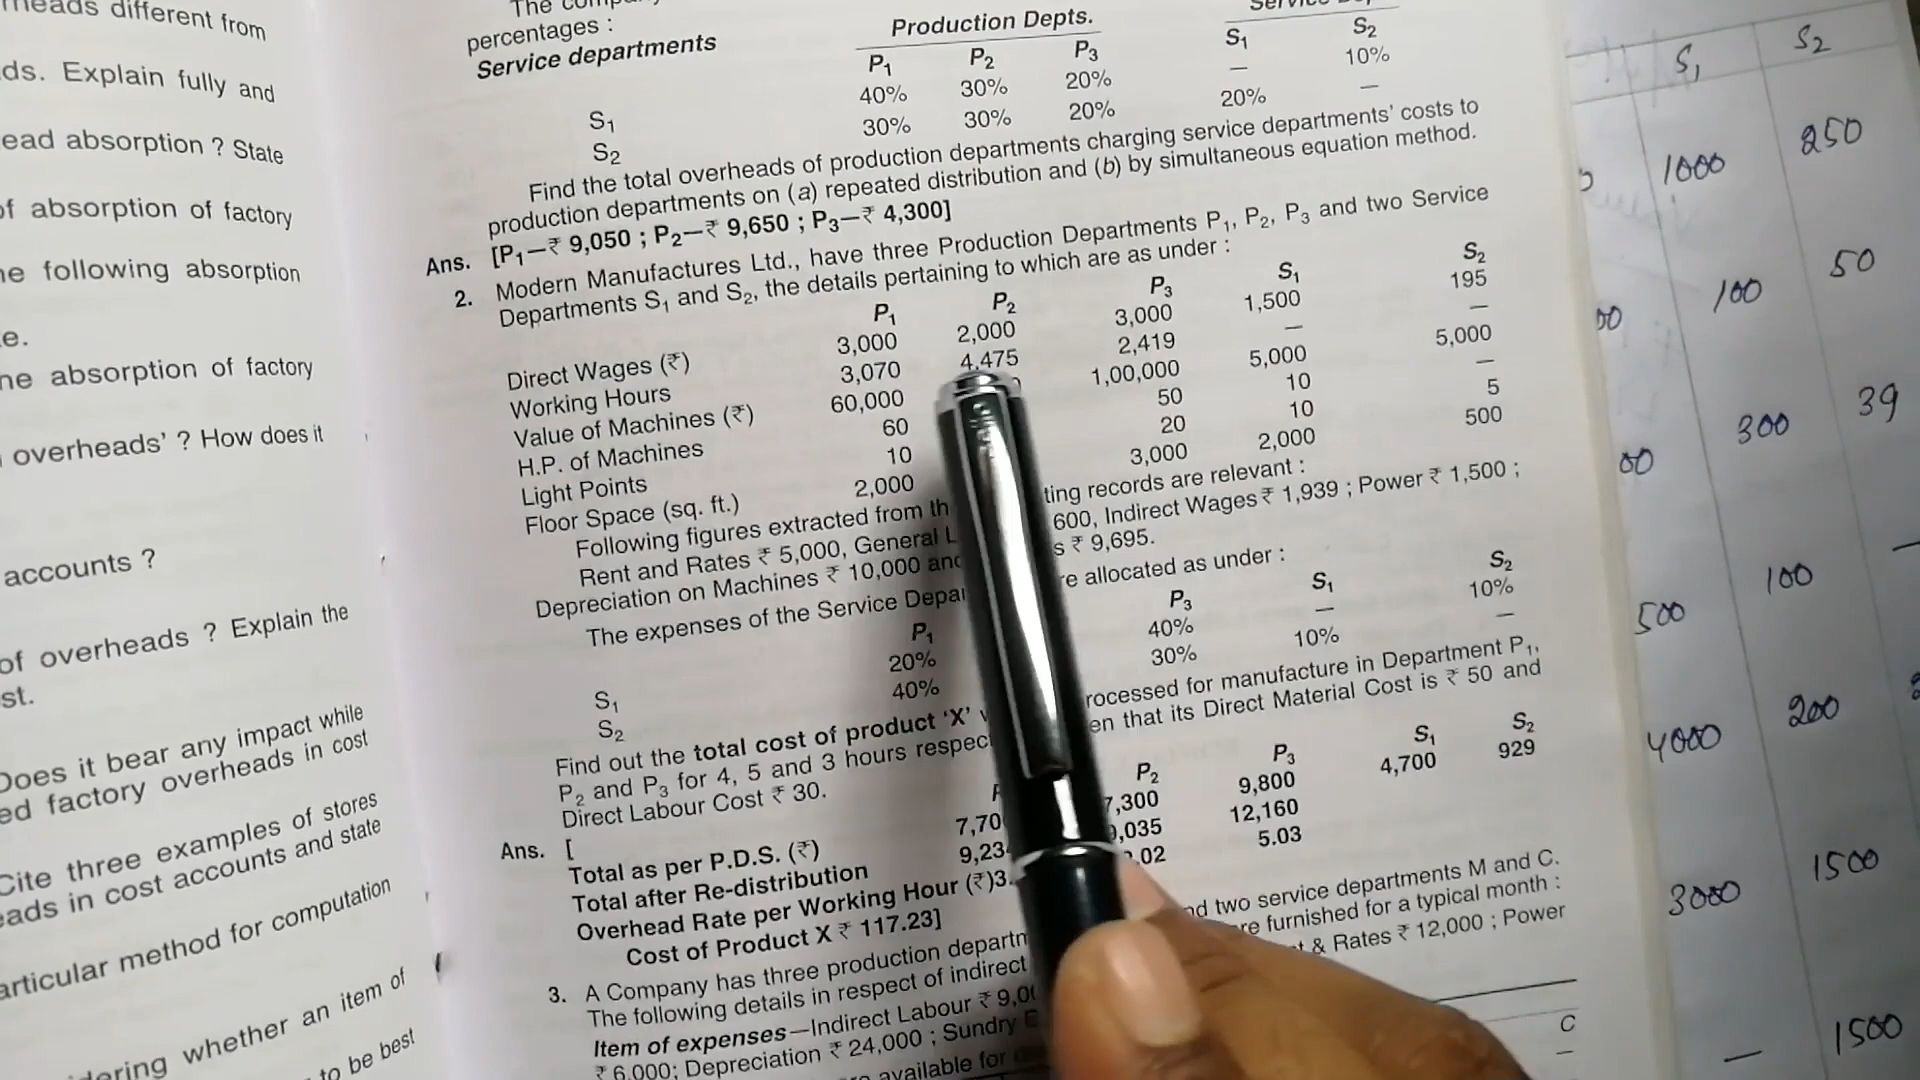 heads different from
ds. Explain fully and
ead absorption ? State
of absorption of factory
he following absorption
e.
he absorption of factory
overheads' ? How does it
accounts ?
of overheads ? Explain the
st.
Does it bear any impact while
ed factory overheads in cost
Cite three examples of stores
eads in cost accounts and state
articular method for computation
dering whether an item of
to be best
The
percentages :
Service departments Production Depts.
P1 P2 P3 S1 S2
S1 40% 30% 20% — 10%
S2 30% 30% 20% 20% —
Find the total overheads of production departments charging service departments' costs to
production departments on (a) repeated distribution and (b) by simultaneous equation method.
Ans. [P1—₹ 9,050 ; P2—₹ 9,650 ; P3—₹ 4,300]
2. Modern Manufactures Ltd., have three Production Departments P1, P2, P3 and two Service
Departments S1 and S2, the details pertaining to which are as under :
P1 P2 P3 S1 S2
Direct Wages (₹) 3,000 2,000 3,000 1,500 195
Working Hours 3,070 4,475 2,419 — —
Value of Machines (₹) 60,000 1,00,000 5,000 5,000
H.P. of Machines 60 50 10 —
Light Points 10 20 10 5
Floor Space (sq. ft.) 2,000 3,000 2,000 500
Following figures extracted from th ting records are relevant :
Rent and Rates ₹ 5,000, General L 600, Indirect Wages ₹ 1,939 ; Power ₹ 1,500 ;
Depreciation on Machines ₹ 10,000 and s ₹ 9,695.
The expenses of the Service Depa re allocated as under :
P1 P3 S1 S2
S1 20% 40% — 10%
S2 40% 30% 10% —
Find out the total cost of product 'X' rocessed for manufacture in Department P1,
P2 and P3 for 4, 5 and 3 hours respec en that its Direct Material Cost is ₹ 50 and
Direct Labour Cost ₹ 30.
Ans. [ P2 P3 S1 S2
Total as per P.D.S. (₹) 7,70 7,300 9,800 4,700 929
Total after Re-distribution 9,23 ,035 12,160
Overhead Rate per Working Hour (₹)3. .02 5.03
Cost of Product X ₹ 117.23]
3. A Company has three production departm nd two service departments M and C.
The following details in respect of indirect re furnished for a typical month :
Item of expenses—Indirect Labour ₹ 9,0 t & Rates ₹ 12,000 ; Power
₹ 6,000; Depreciation ₹ 24,000 ; Sundry
available for
C
—
S1 S2
1000 250
100 50
300 39
500 100 —
4000 200
3000 1500
— 1500